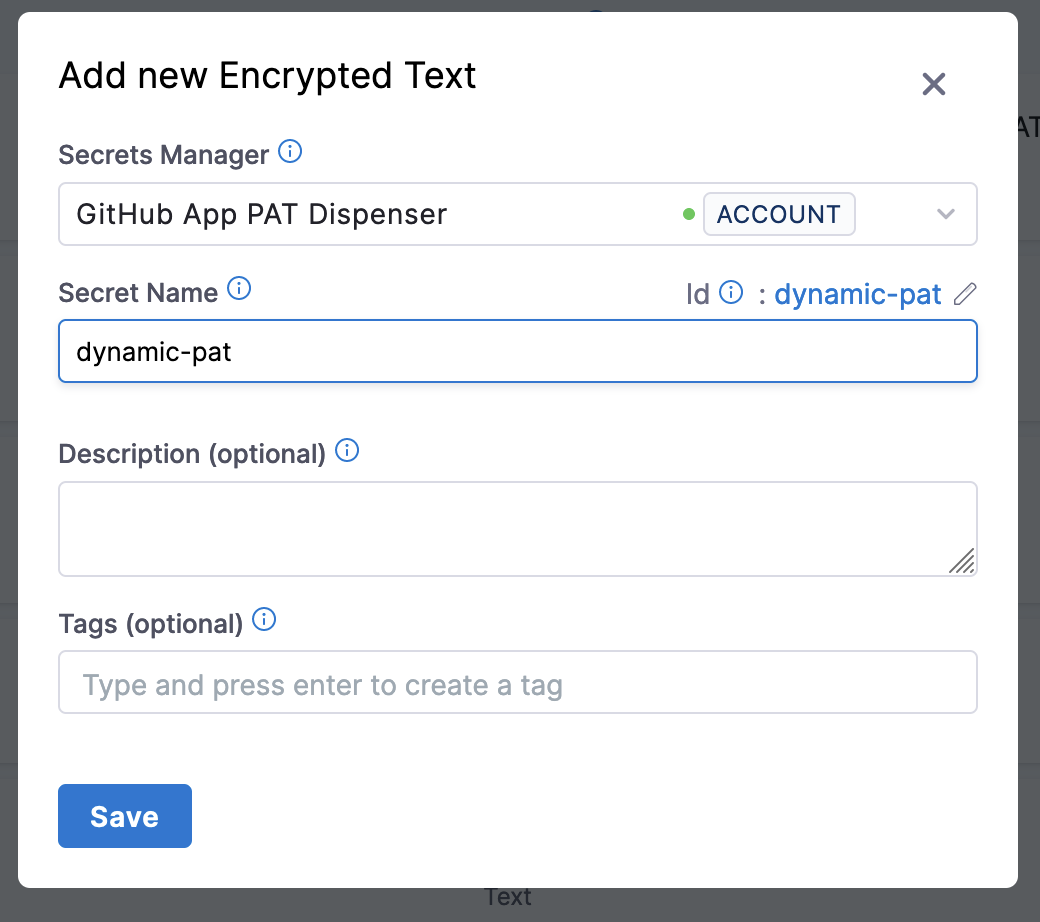 Add new Encrypted Text
AT
Secrets Manager
GitHub App PAT Dispenser ACCOUNT
Secret Name Id : dynamic-pat
dynamic-pat
Description (optional)
Tags (optional)
Type and press enter to create a tag
Save
Text